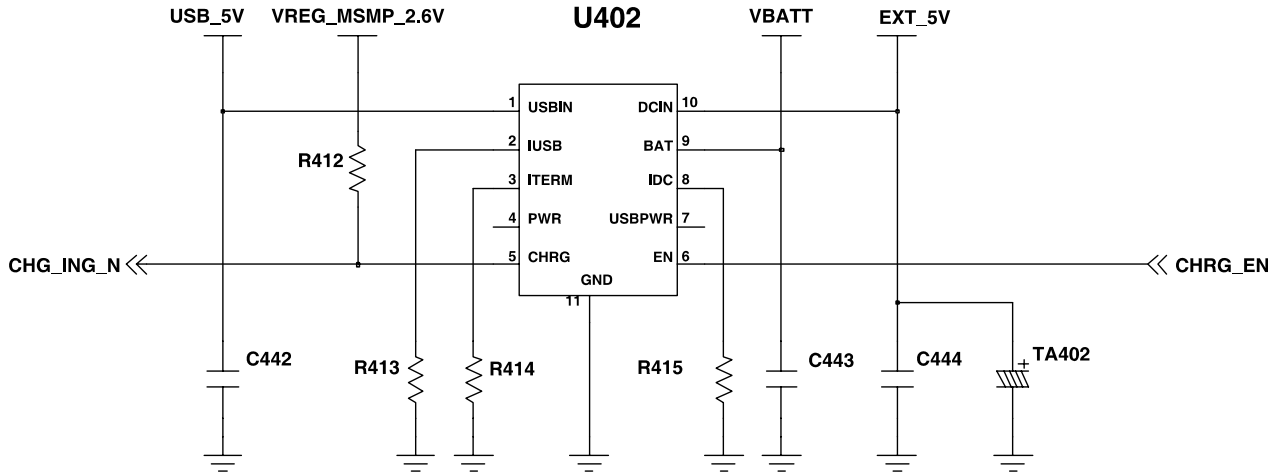 USB_5V VREG_MSMP_2.6V U402 VBATT EXT_5V
1 USBIN DCIN 10
2 IUSB BAT 9
R412
3 ITERM IDC 8
4 PWR USBPWR 7
CHG_ING_N 5 CHRG EN 6 CHRG_EN
GND
11
C442 R413 R414 R415 C443 C444 + TA402